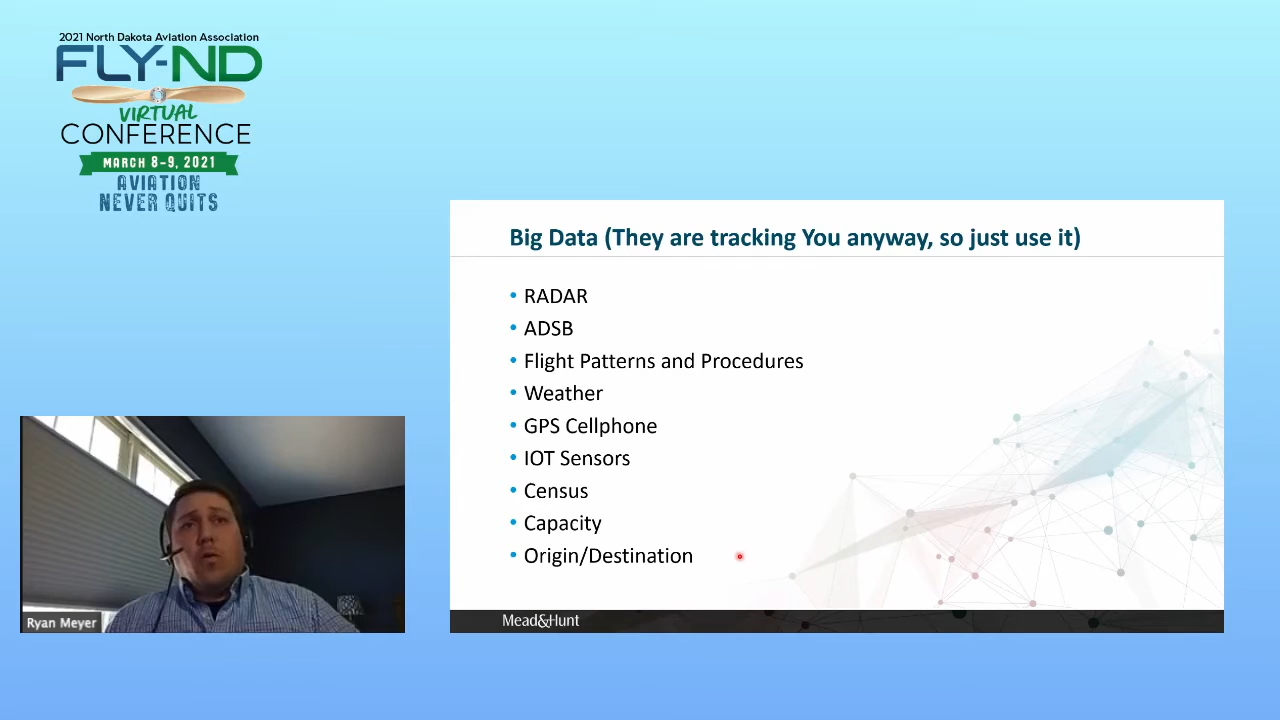 2021 North Dakota Aviation Association
FLY-ND
VIRTUAL
CONFERENCE
MARCH 8-9, 2021
AVIATION
NEVER QUITS
Big Data (They are tracking You anyway, so just use it)
• RADAR
• ADSB
• Flight Patterns and Procedures
• Weather
• GPS Cellphone
• IOT Sensors
• Census
• Capacity
• Origin/Destination
Mead&Hunt
Ryan Meyer